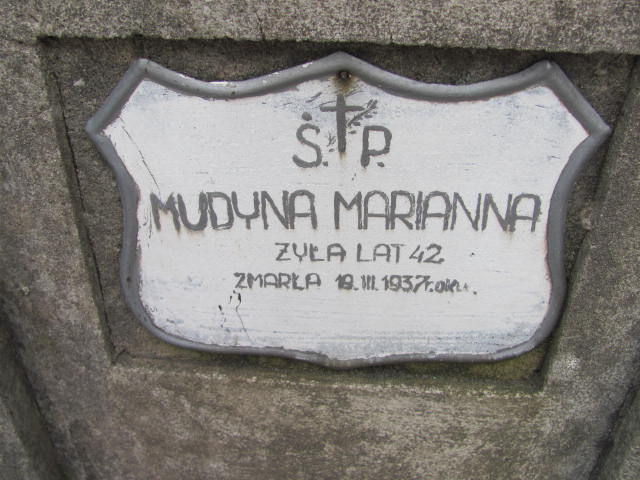 Ś. P.
MUDYNA MARIANNA
ŻYŁA LAT 42
ZMARŁA 19.III.1937r.